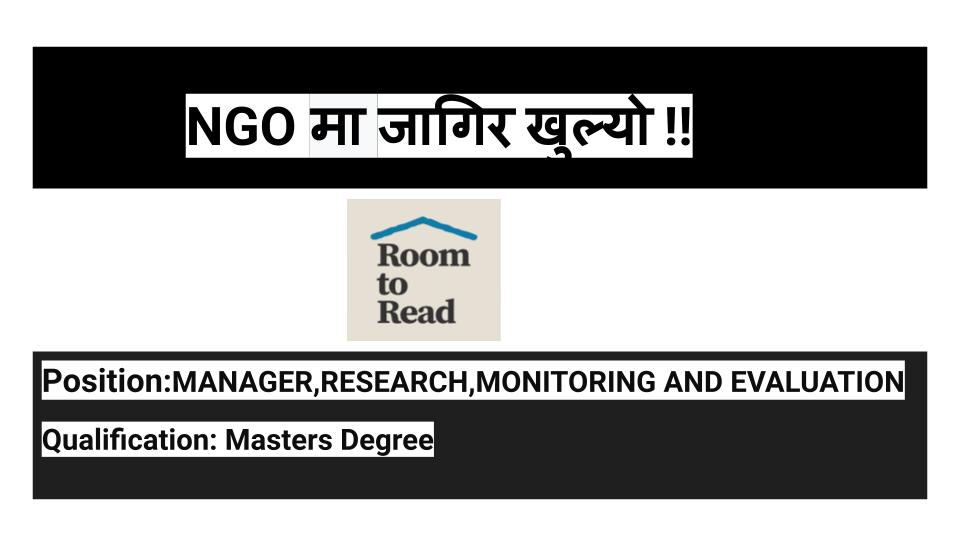 NGO मा जागिर खुल्यो !!
Room
to
Read
Position:MANAGER,RESEARCH,MONITORING AND EVALUATION
Qualification: Masters Degree